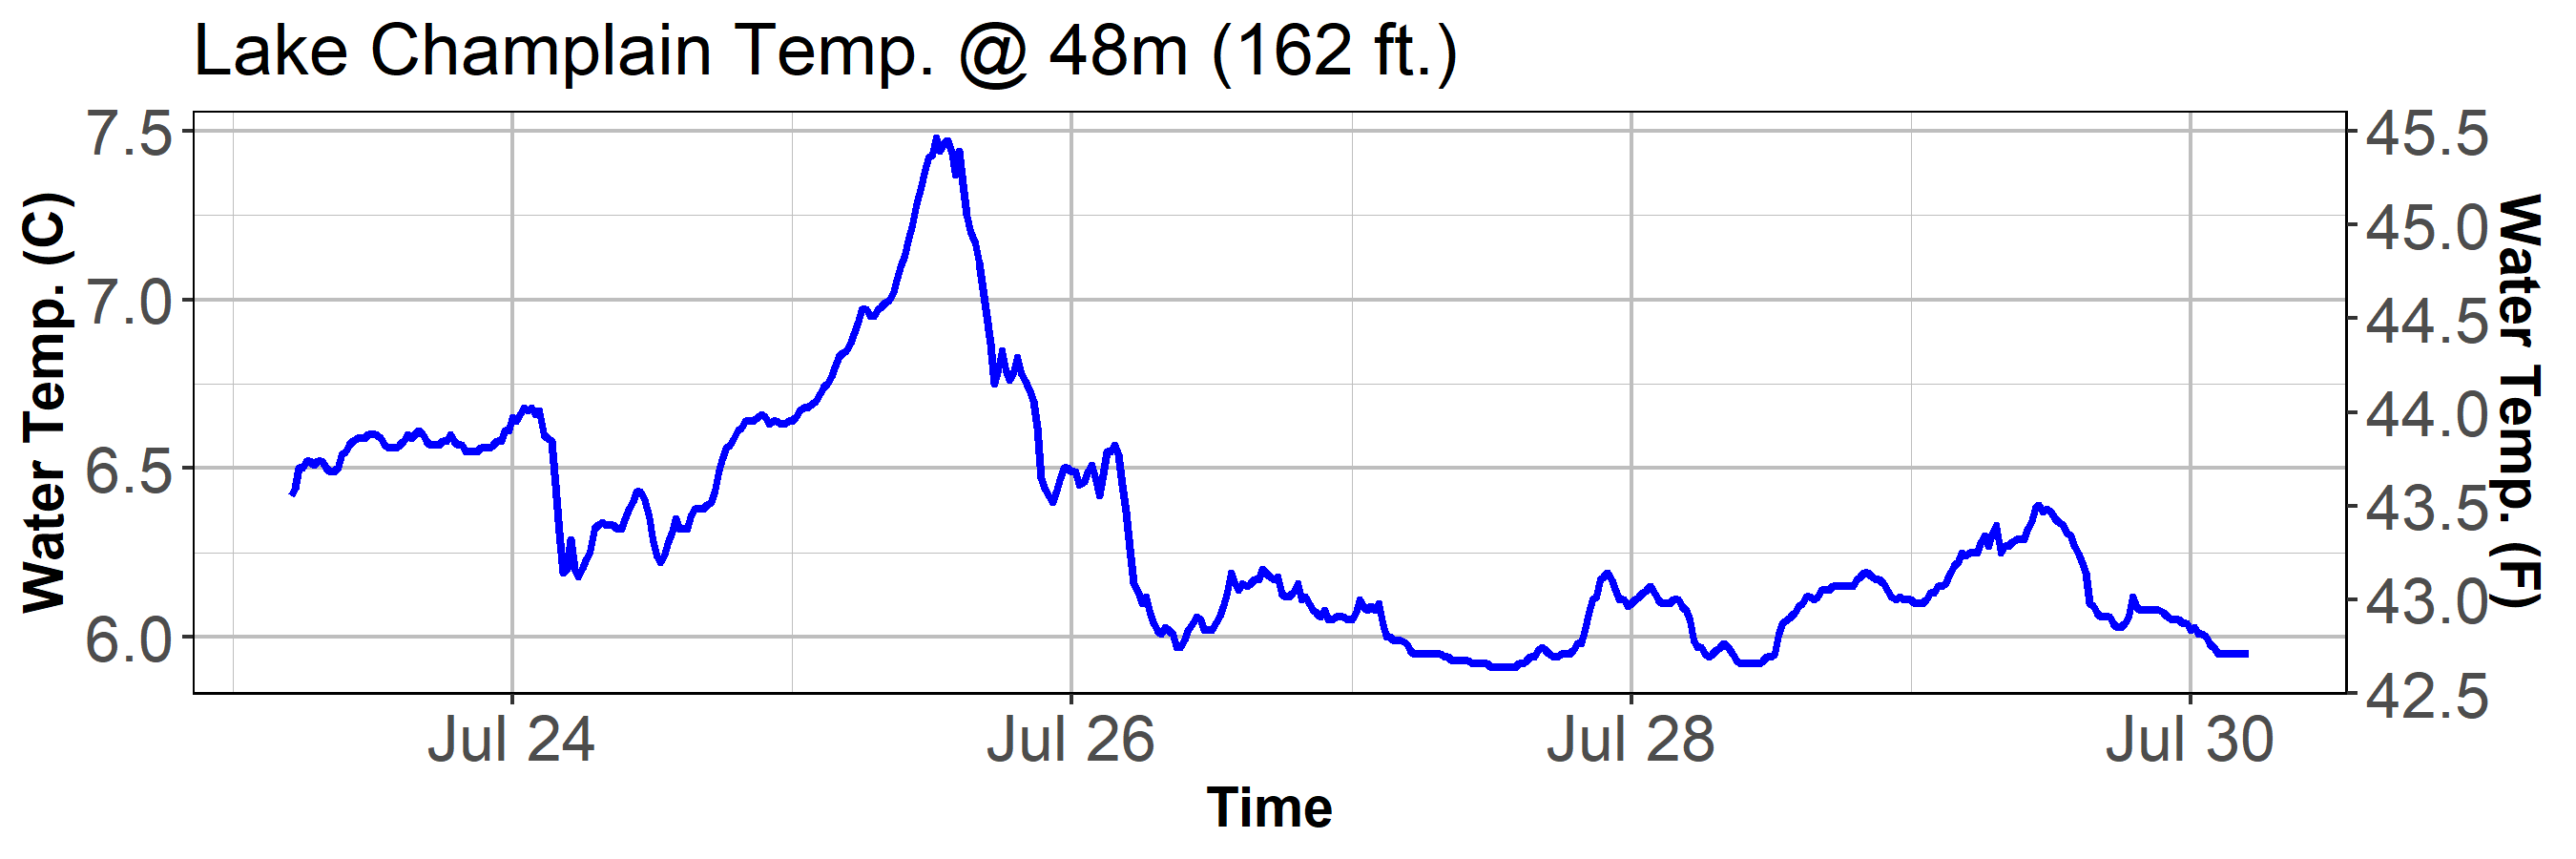 Lake Champlain Temp. @ 48m (162 ft.)
Water Temp. (C)
7.5
7.0
6.5
6.0
45.5
45.0
44.5
44.0
43.5
43.0
42.5
Water Temp. (F)
Jul 24 Jul 26 Jul 28 Jul 30
Time